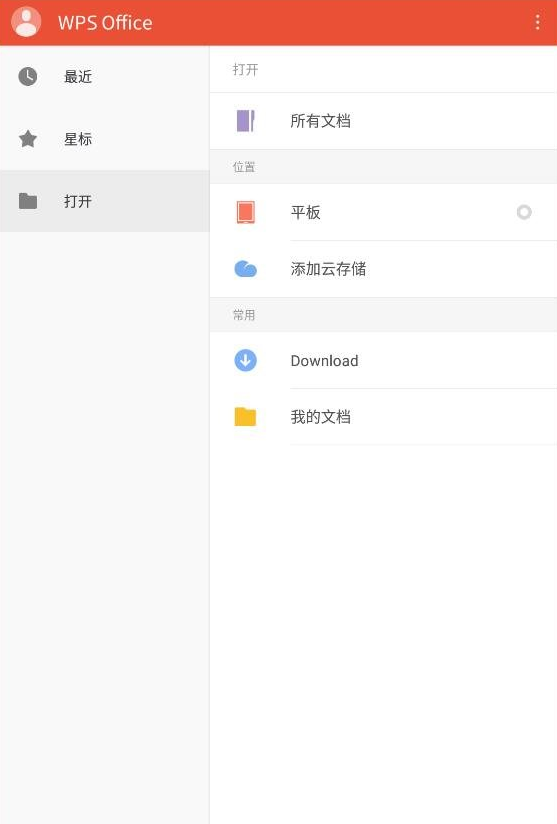 WPS Office
最近
星标
打开
打开
所有文档
位置
平板
添加云存储
常用
Download
我的文档